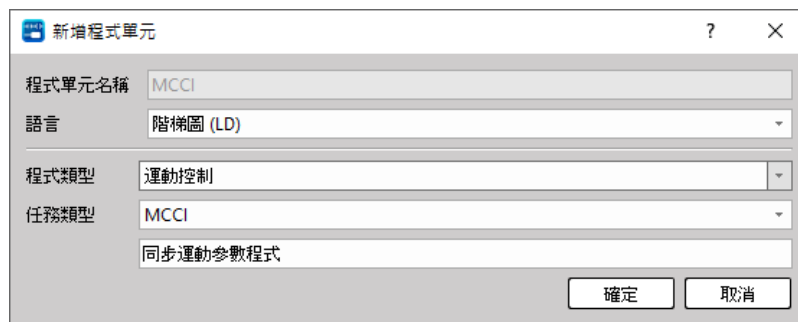 新增程式單元
?
程式單元名稱 MCCI
語言 階梯圖 (LD)
程式類型 運動控制
任務類型 MCCI
同步運動參數程式
確定 取消